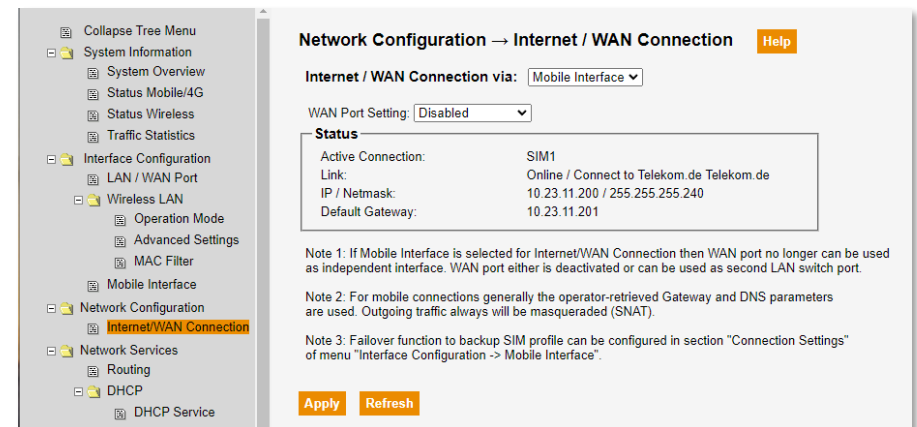 Collapse Tree Menu
System Information
System Overview
Status Mobile/4G
Status Wireless
Traffic Statistics
Interface Configuration
LAN / WAN Port
Wireless LAN
Operation Mode
Advanced Settings
MAC Filter
Mobile Interface
Network Configuration
Internet/WAN Connection
Network Services
Routing
DHCP
DHCP Service
Network Configuration → Internet / WAN Connection Help
Internet / WAN Connection via: Mobile Interface
WAN Port Setting: Disabled
Status
Active Connection: SIM1
Link: Online / Connect to Telekom.de Telekom.de
IP / Netmask: 10.23.11.200 / 255.255.255.240
Default Gateway: 10.23.11.201
Note 1: If Mobile Interface is selected for Internet/WAN Connection then WAN port no longer can be used
as independent interface. WAN port either is deactivated or can be used as second LAN switch port.
Note 2: For mobile connections generally the operator-retrieved Gateway and DNS parameters
are used. Outgoing traffic always will be masqueraded (SNAT).
Note 3: Failover function to backup SIM profile can be configured in section "Connection Settings"
of menu "Interface Configuration -> Mobile Interface".
Apply Refresh